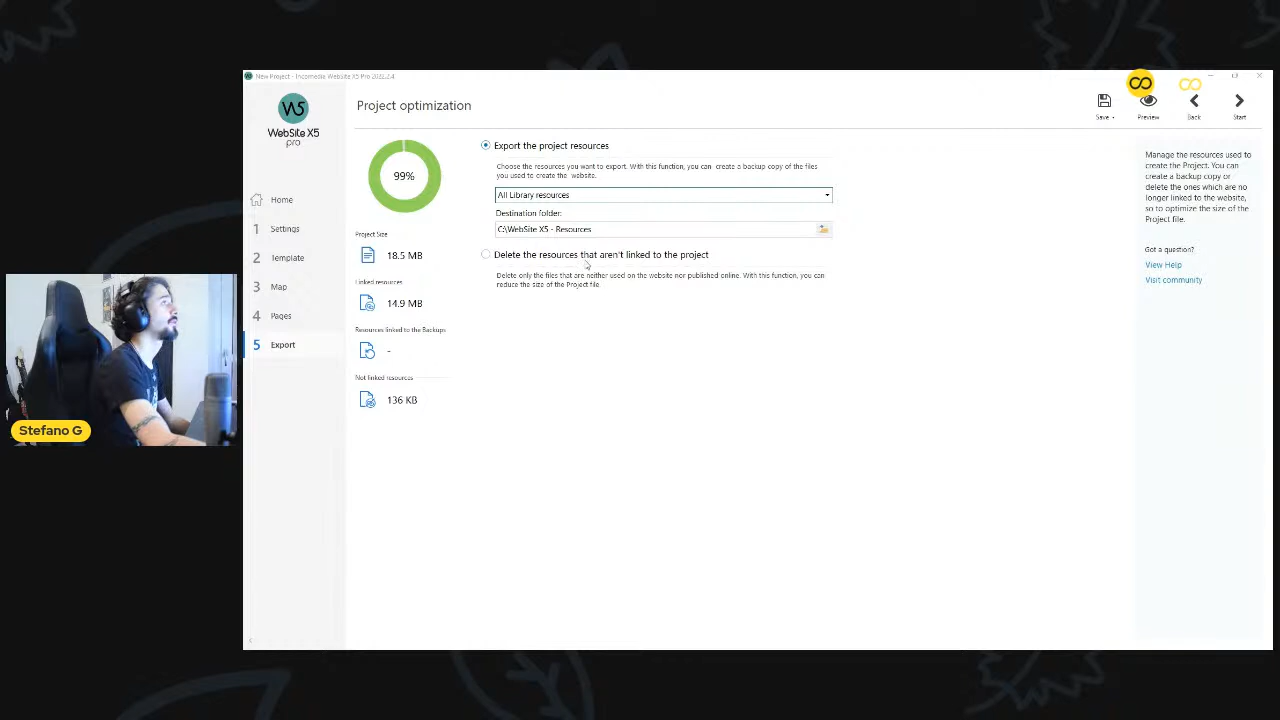 New Project - Incomedia WebSite X5 Pro 2022.2.4
W5
WebSite X5
pro
Home
1 Settings
2 Template
3 Map
4 Pages
5 Export
Project optimization
Save
Preview
Back
Start
99%
Project Size
18.5 MB
Linked resources
14.9 MB
Resources linked to the Backups
-
Not linked resources
136 KB
Export the project resources
Choose the resources you want to export. With this function, you can create a backup copy of the files
you used to create the website.
All Library resources
Destination folder:
C:\WebSite X5 - Resources
Delete the resources that aren't linked to the project
Delete only the files that are neither used on the website nor published online. With this function, you can
reduce the size of the Project file
Manage the resources used to
create the Project. You can
create a backup copy or
delete the ones which are no
longer linked to the website,
so to optimize the size of the
Project file.
Got a question?
View Help
Visit community
Stefano G